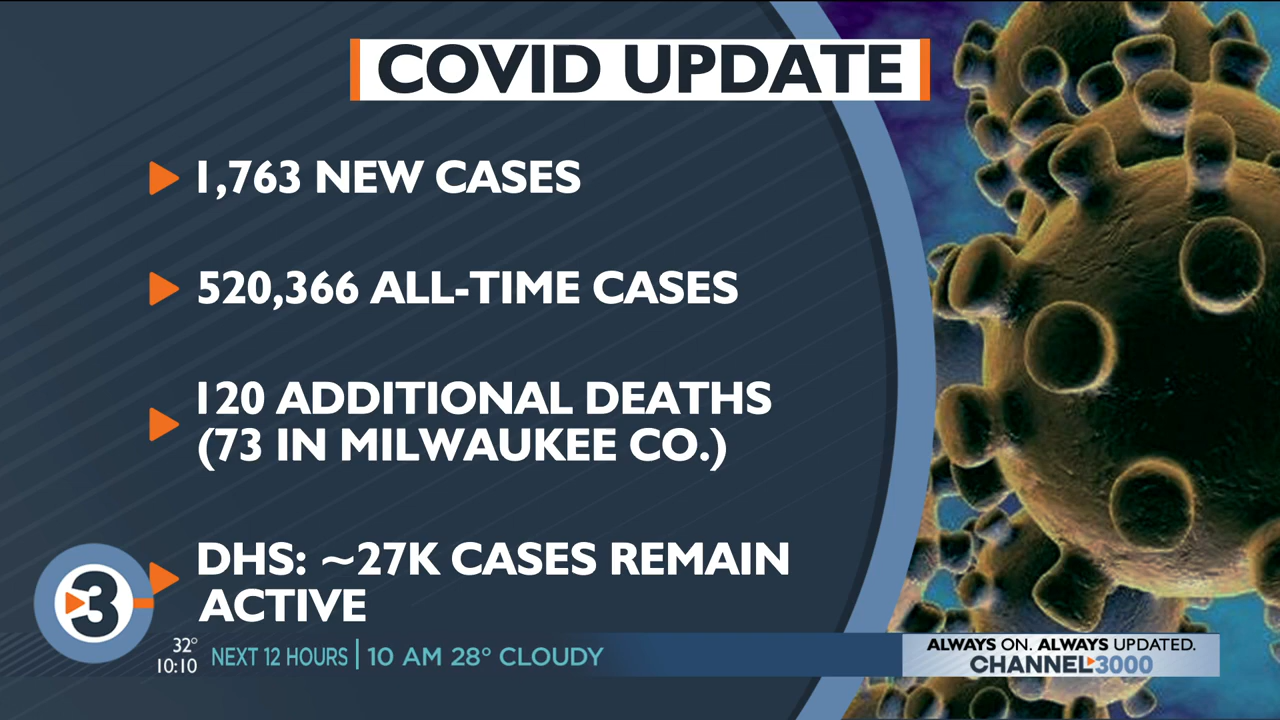 COVID UPDATE
1,763 NEW CASES
520,366 ALL-TIME CASES
120 ADDITIONAL DEATHS
(73 IN MILWAUKEE CO.)
DHS: ~27K CASES REMAIN
ACTIVE
3
32°
10:10
NEXT 12 HOURS | 10 AM 28° CLOUDY
ALWAYS ON. ALWAYS UPDATED.
CHANNEL3000